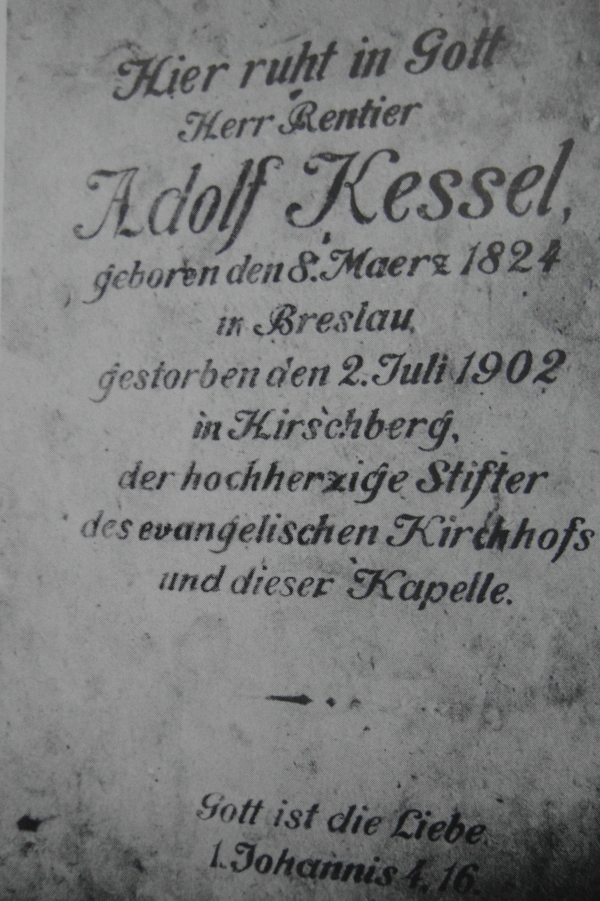 Hier ruht in Gott
Herr Rentier
Adolf Kessel,
geboren den 8. Maerz 1824
in Breslau,
gestorben den 2. Juli 1902
in Hirschberg,
der hochherzige Stifter
des evangelischen Kirchhofs
und dieser Kapelle.
Gott ist die Liebe.
1. Johannis 4. 16.